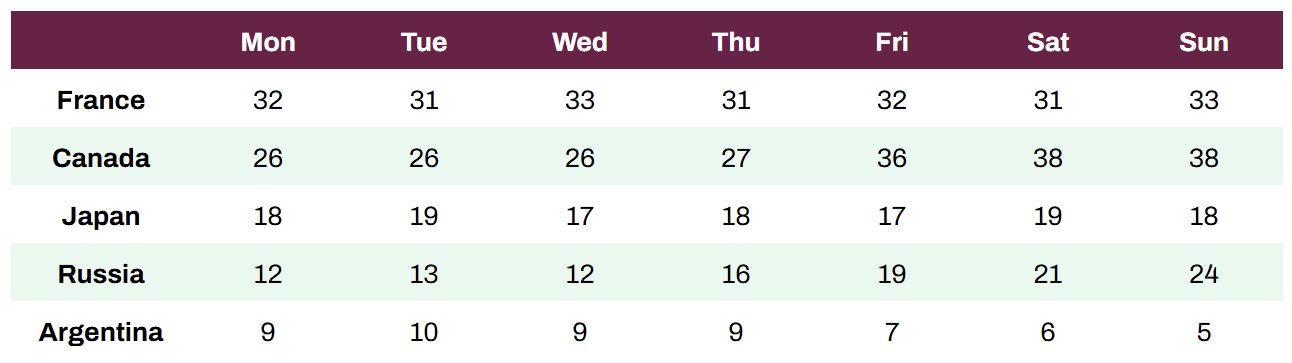 Mon Tue Wed Thu Fri Sat Sun
France 32 31 33 31 32 31 33
Canada 26 26 26 27 36 38 38
Japan 18 19 17 18 17 19 18
Russia 12 13 12 16 19 21 24
Argentina 9 10 9 9 7 6 5